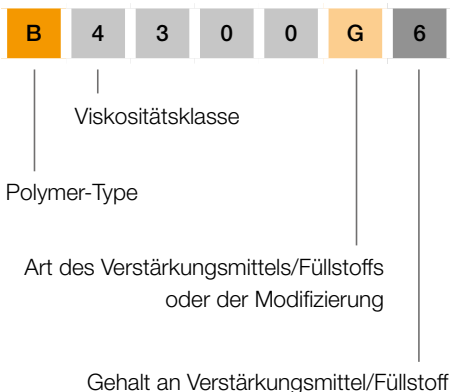 B 4 3 0 0 G 6
Viskositätsklasse
Polymer-Type
Art des Verstärkungsmittels/Füllstoffs
oder der Modifizierung
Gehalt an Verstärkungsmittel/Füllstoff